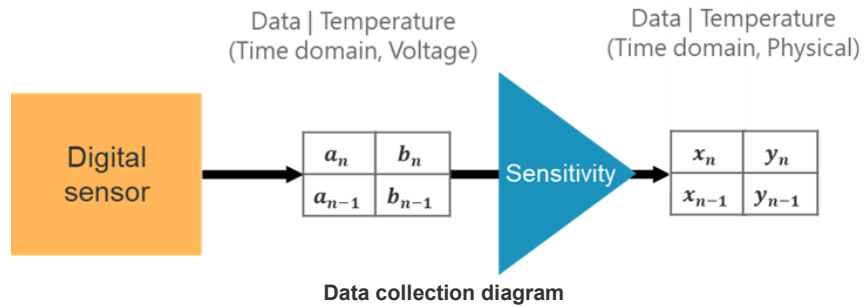 Data | Temperature
(Time domain, Voltage)
Data | Temperature
(Time domain, Physical)
Digital
sensor
aₙ bₙ
aₙ₋₁ bₙ₋₁
Sensitivity
xₙ yₙ
xₙ₋₁ yₙ₋₁
Data collection diagram